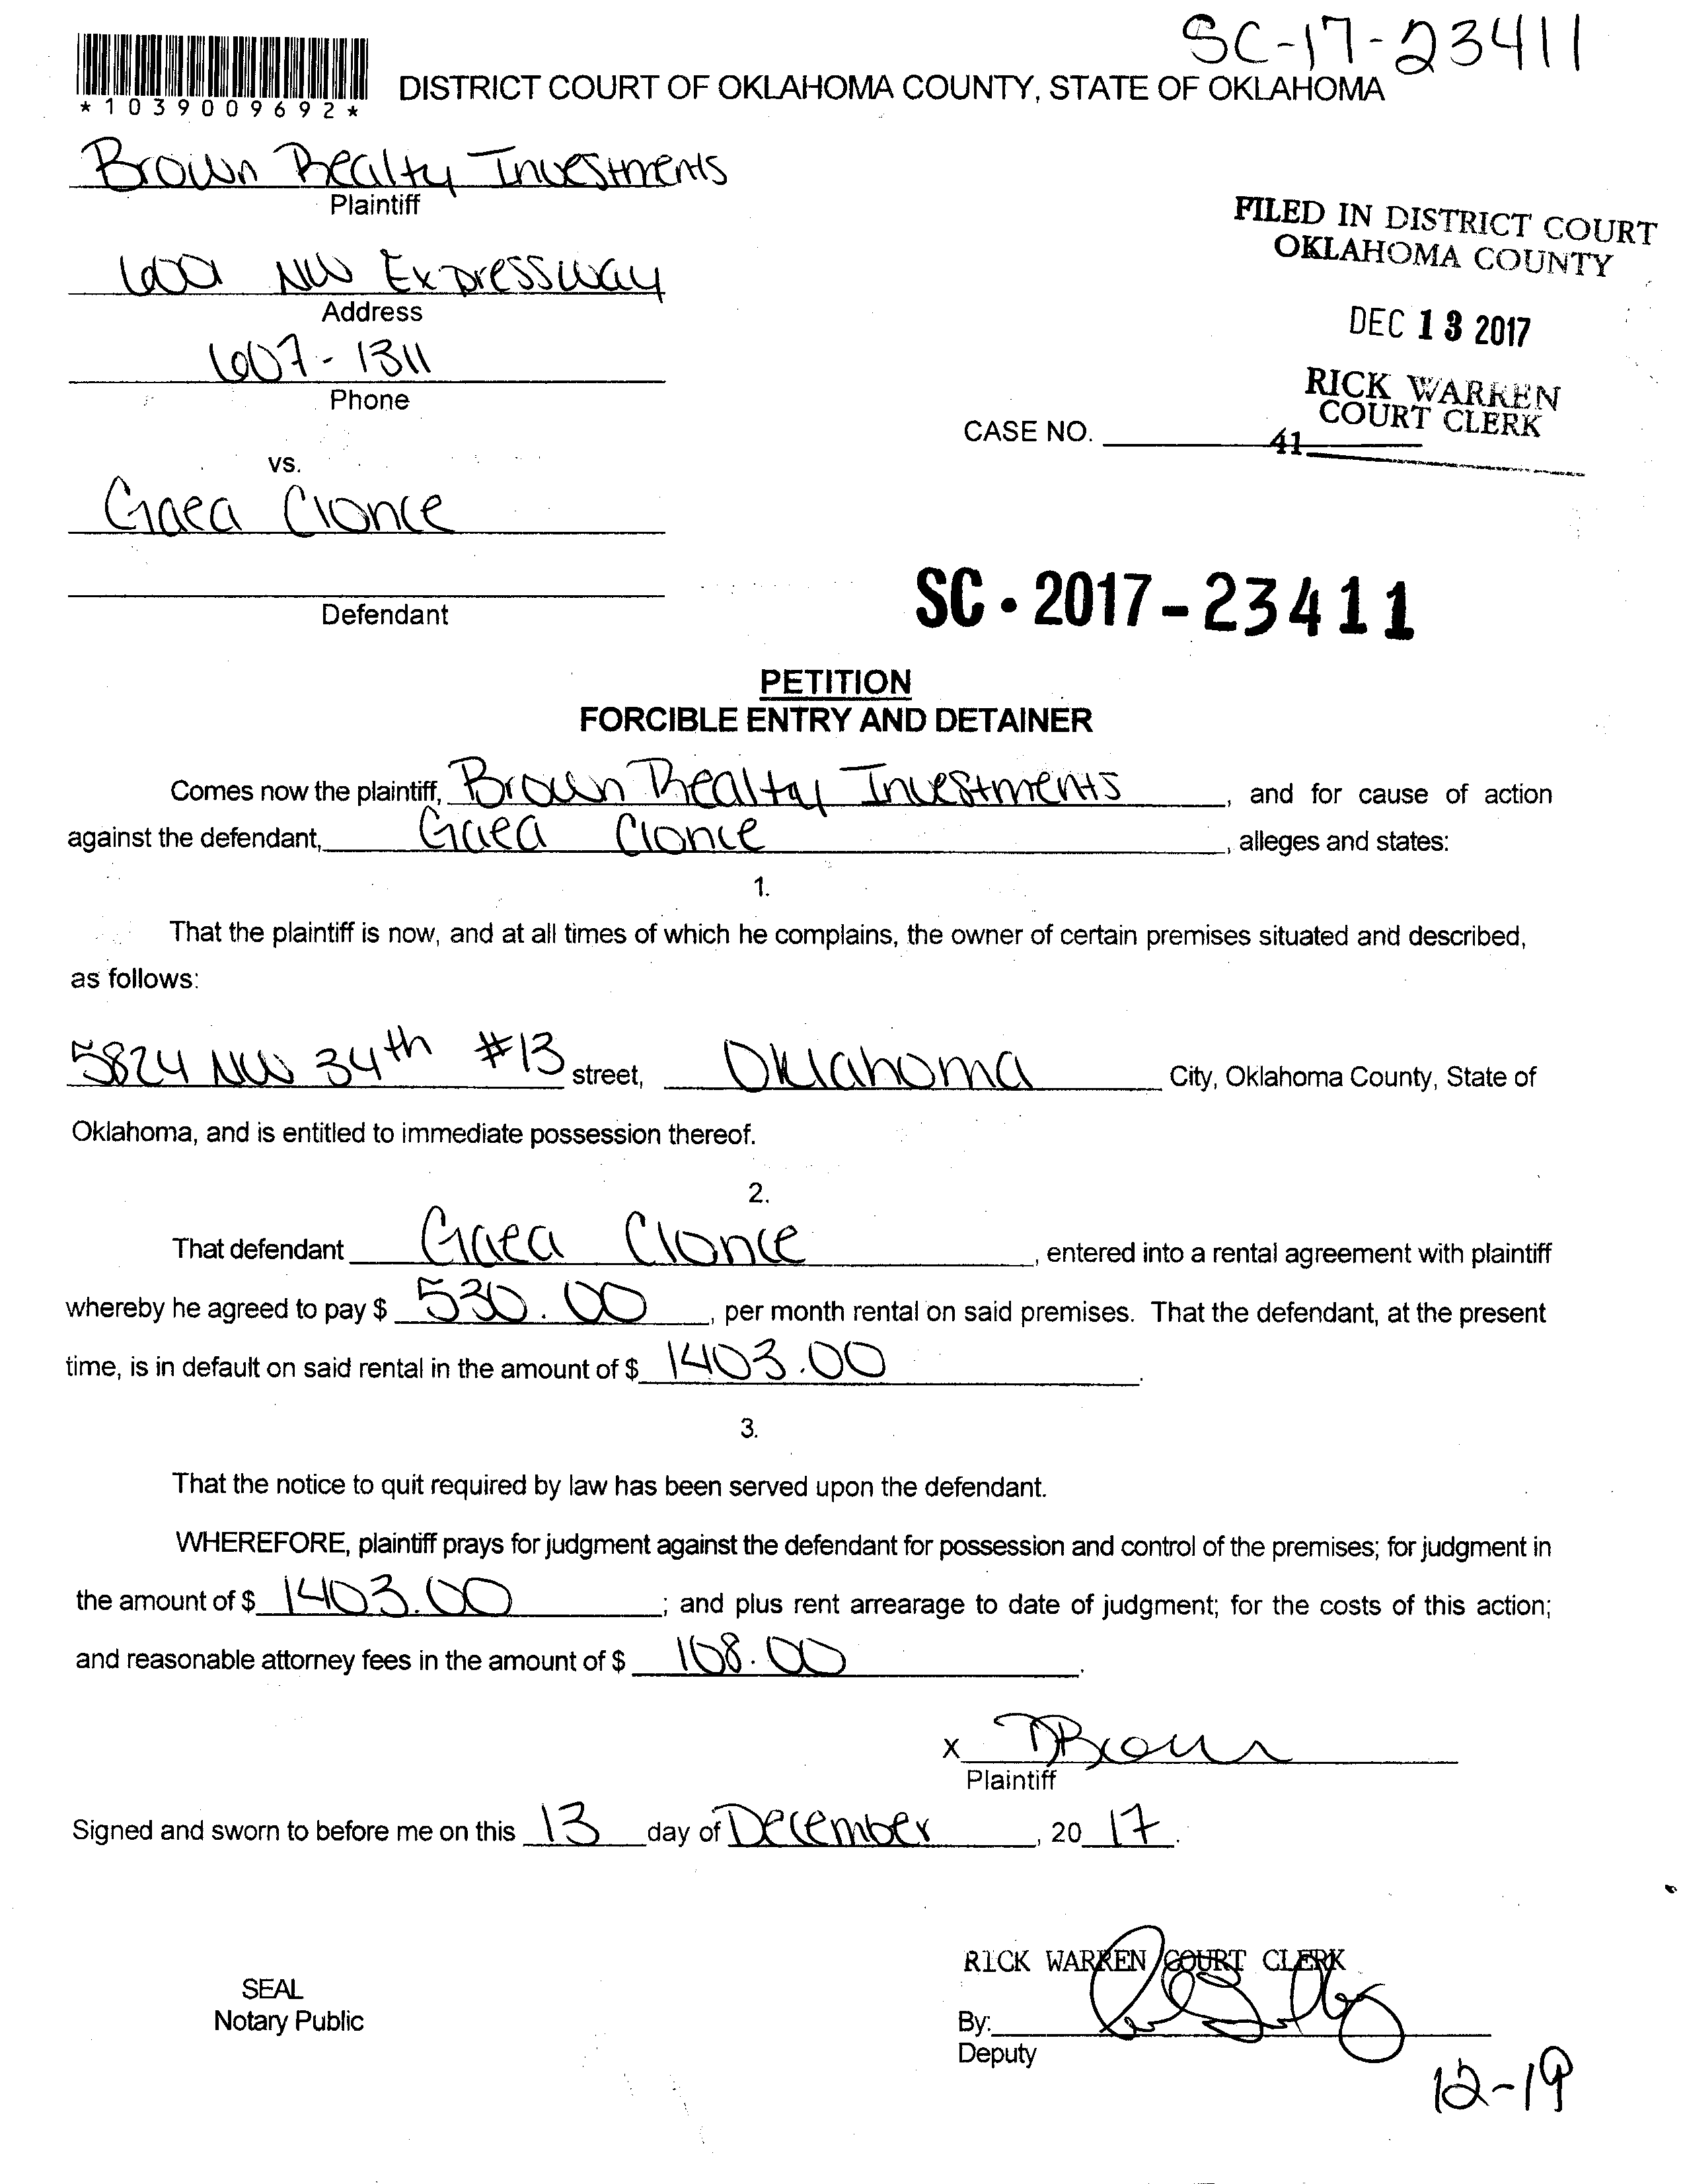 SC-17-23411
*1039009692*
DISTRICT COURT OF OKLAHOMA COUNTY, STATE OF OKLAHOMA
Brown Realty Investments
Plaintiff
FILED IN DISTRICT COURT
OKLAHOMA COUNTY
NW Expressway
Address
DEC 13 2017
607-1311
Phone
RICK WARREN
COURT CLERK
CASE NO.
41
vs.
Gaea Clonce
Defendant
SC - 2017-23411
PETITION
FORCIBLE ENTRY AND DETAINER
Comes now the plaintiff, Brown Realty Investments, and for cause of action
against the defendant, Gaea Clonce, alleges and states:
1.
That the plaintiff is now, and at all times of which he complains, the owner of certain premises situated and described,
as follows:
5824 NW 34th #13 street, Oklahoma City, Oklahoma County, State of
Oklahoma, and is entitled to immediate possession thereof.
2.
That defendant Gaea Clonce, entered into a rental agreement with plaintiff
whereby he agreed to pay $ 530.00, per month rental on said premises. That the defendant, at the present
time, is in default on said rental in the amount of $ 1403.00.
3.
That the notice to quit required by law has been served upon the defendant.
WHEREFORE, plaintiff prays for judgment against the defendant for possession and control of the premises; for judgment in
the amount of $ 1403.00; and plus rent arrearage to date of judgment; for the costs of this action;
and reasonable attorney fees in the amount of $ 168.00.
x DBrown
Plaintiff
Signed and sworn to before me on this 13 day of December, 2017.
RICK WARREN COURT CLERK
SEAL
Notary Public
By:
Deputy
12-19